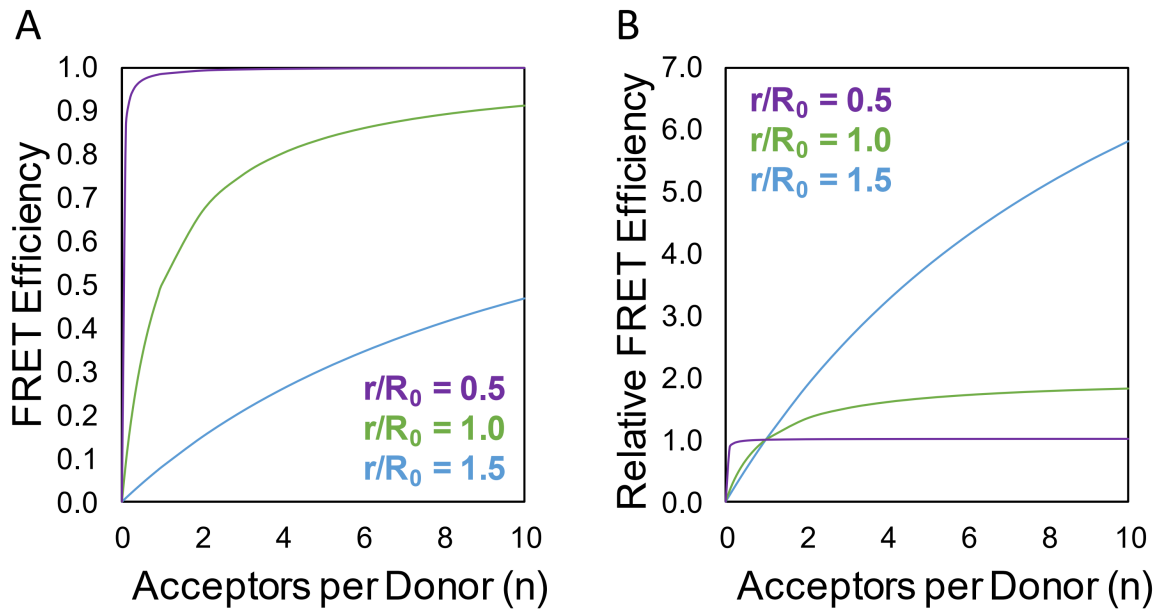 A
FRET Efficiency
1.0
0.9
0.8
0.7
0.6
0.5
0.4
0.3
0.2
0.1
0.0
r/R₀ = 0.5
r/R₀ = 1.0
r/R₀ = 1.5
0 2 4 6 8 10
Acceptors per Donor (n)
B
Relative FRET Efficiency
7.0
6.0
5.0
4.0
3.0
2.0
1.0
0.0
r/R₀ = 0.5
r/R₀ = 1.0
r/R₀ = 1.5
0 2 4 6 8 10
Acceptors per Donor (n)